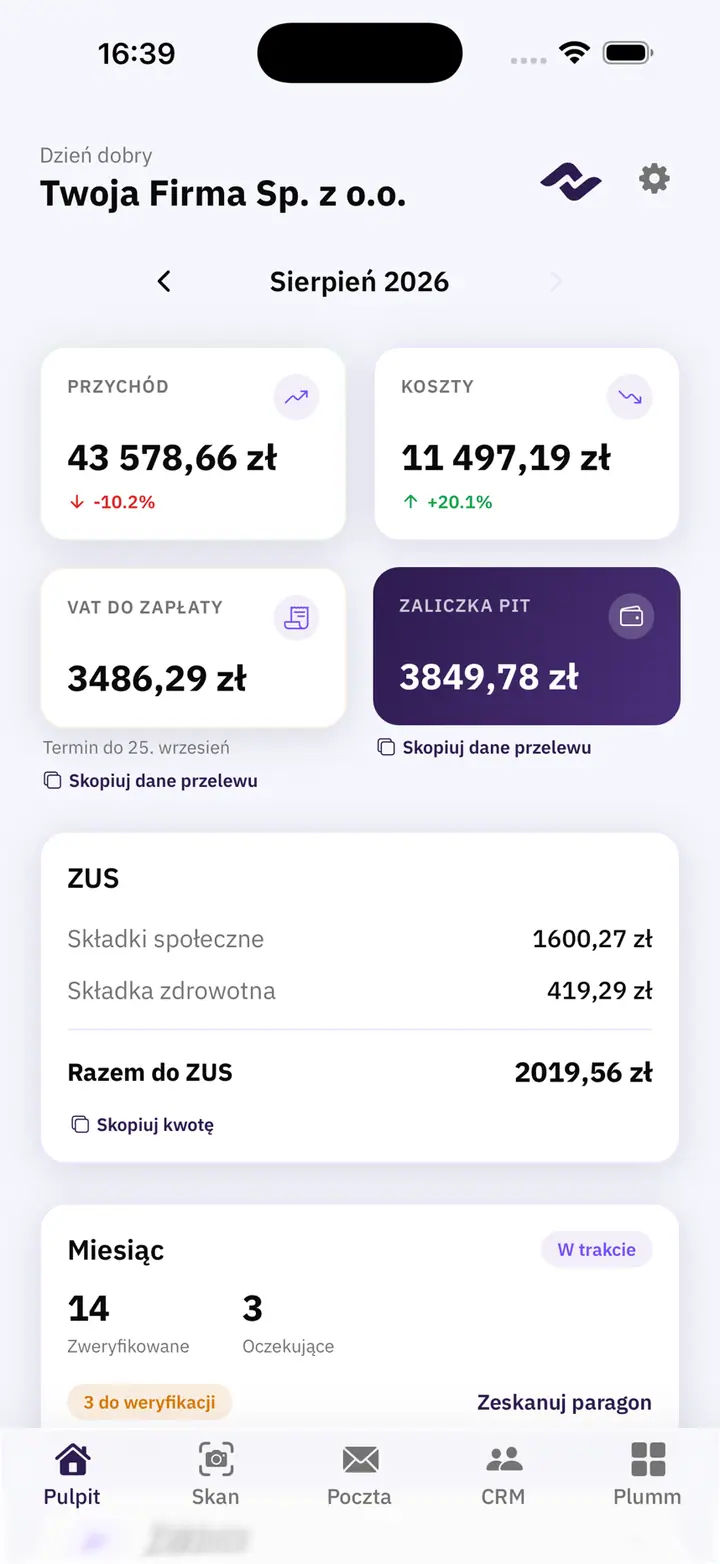 16:39
Dzień dobry
Twoja Firma Sp. z o.o.
Sierpień 2026
PRZYCHÓD
43 578,66 zł
-10.2%
KOSZTY
11 497,19 zł
+20.1%
VAT DO ZAPŁATY
3486,29 zł
Termin do 25. wrzesień
Skopiuj dane przelewu
ZALICZKA PIT
3849,78 zł
Skopiuj dane przelewu
ZUS
Składki społeczne 1600,27 zł
Składka zdrowotna 419,29 zł
Razem do ZUS 2019,56 zł
Skopiuj kwotę
Miesiąc W trakcie
14 3
Zweryfikowane Oczekujące
3 do weryfikacji Zeskanuj paragon
Pulpit Skan Poczta CRM Plumm